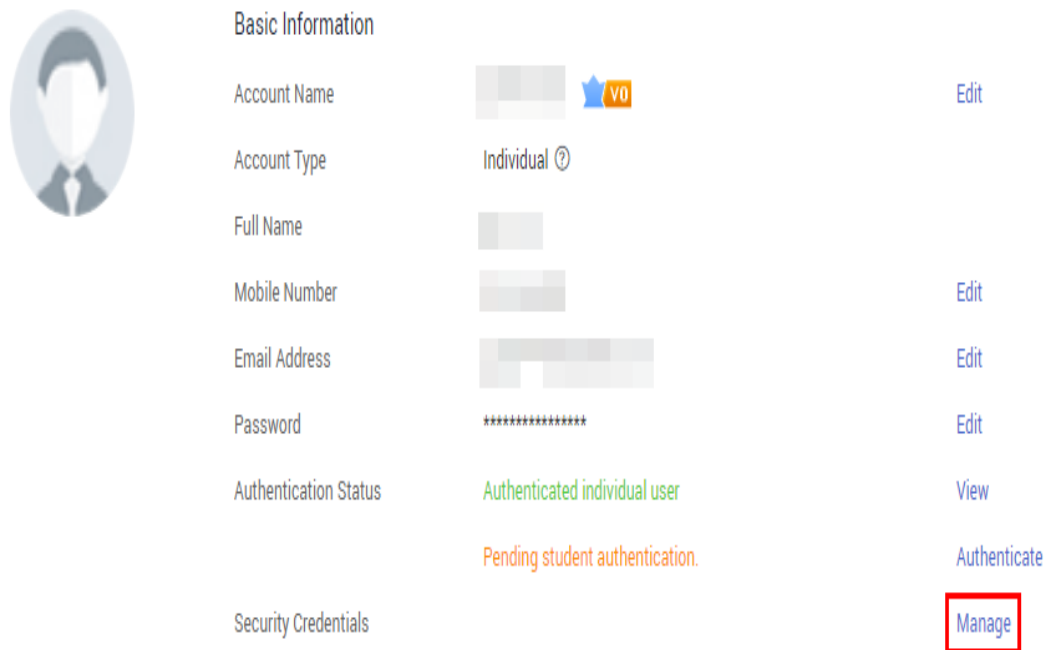 Basic Information
Account Name V0 Edit
Account Type Individual ?
Full Name
Mobile Number Edit
Email Address Edit
Password **************** Edit
Authentication Status Authenticated individual user View
Pending student authentication. Authenticate
Security Credentials Manage